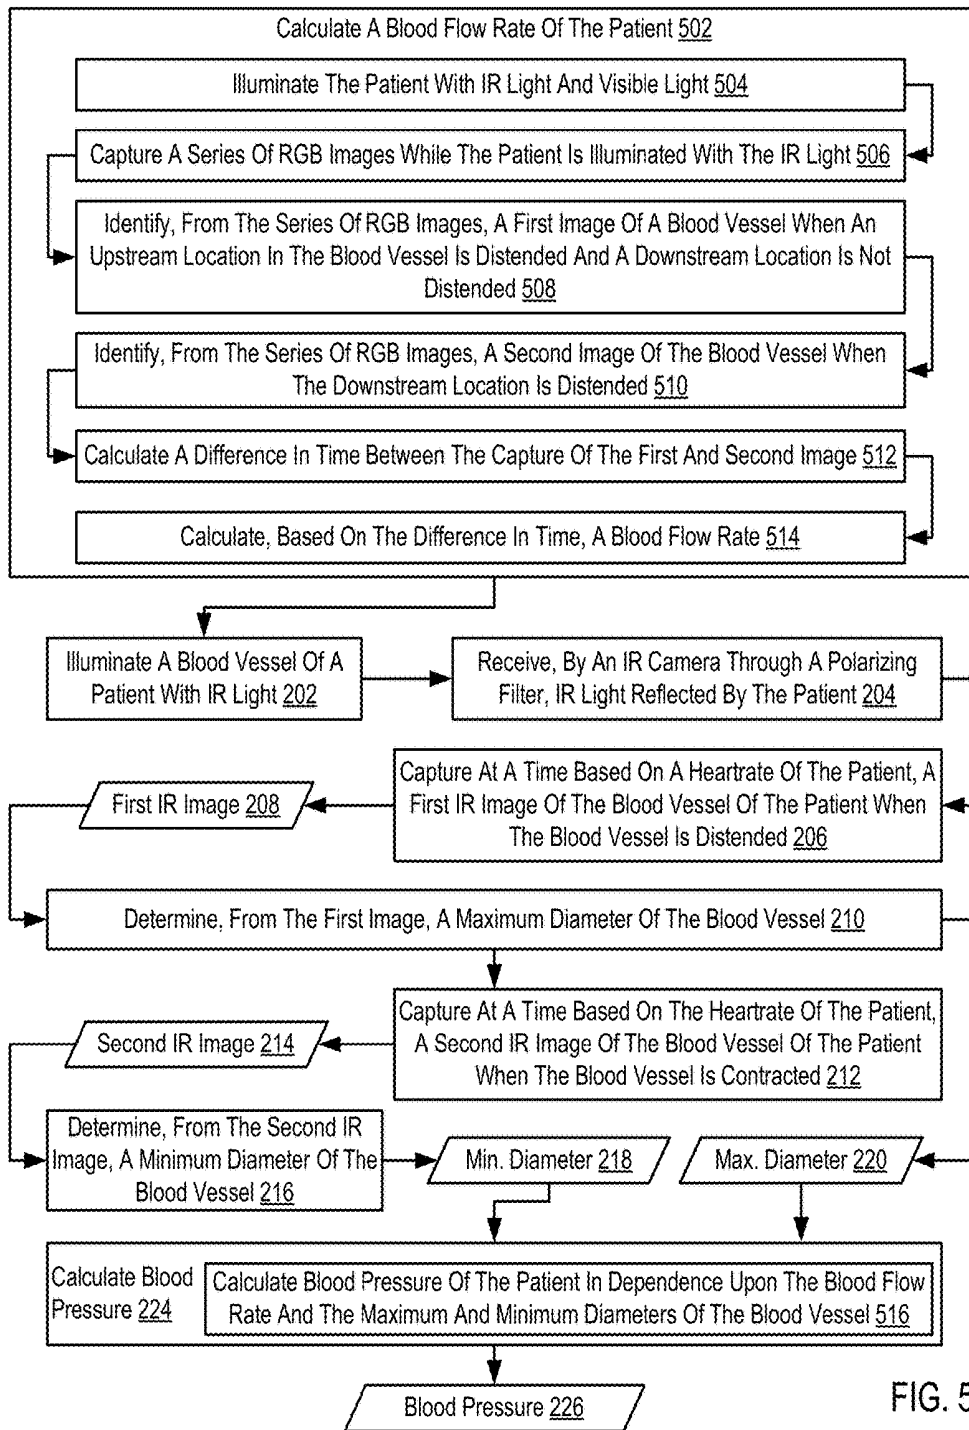 Calculate A Blood Flow Rate Of The Patient 502
Illuminate The Patient With IR Light And Visible Light 504
Capture A Series Of RGB Images While The Patient Is Illuminated With The IR Light 506
Identify, From The Series Of RGB Images, A First Image Of A Blood Vessel When An
Upstream Location In The Blood Vessel Is Distended And A Downstream Location Is Not
Distended 508
Identify, From The Series Of RGB Images, A Second Image Of The Blood Vessel When
The Downstream Location Is Distended 510
Calculate A Difference In Time Between The Capture Of The First And Second Image 512
Calculate, Based On The Difference In Time, A Blood Flow Rate 514
Illuminate A Blood Vessel Of A
Patient With IR Light 202
Receive, By An IR Camera Through A Polarizing
Filter, IR Light Reflected By The Patient 204
Capture At A Time Based On A Heartrate Of The Patient, A
First IR Image Of The Blood Vessel Of The Patient When
The Blood Vessel Is Distended 206
First IR Image 208
Determine, From The First Image, A Maximum Diameter Of The Blood Vessel 210
Capture At A Time Based On The Heartrate Of The Patient,
A Second IR Image Of The Blood Vessel Of The Patient
When The Blood Vessel Is Contracted 212
Second IR Image 214
Determine, From The Second IR
Image, A Minimum Diameter Of The
Blood Vessel 216
Min. Diameter 218
Max. Diameter 220
Calculate Blood
Pressure 224
Calculate Blood Pressure Of The Patient In Dependence Upon The Blood Flow
Rate And The Maximum And Minimum Diameters Of The Blood Vessel 516
Blood Pressure 226
FIG. 5